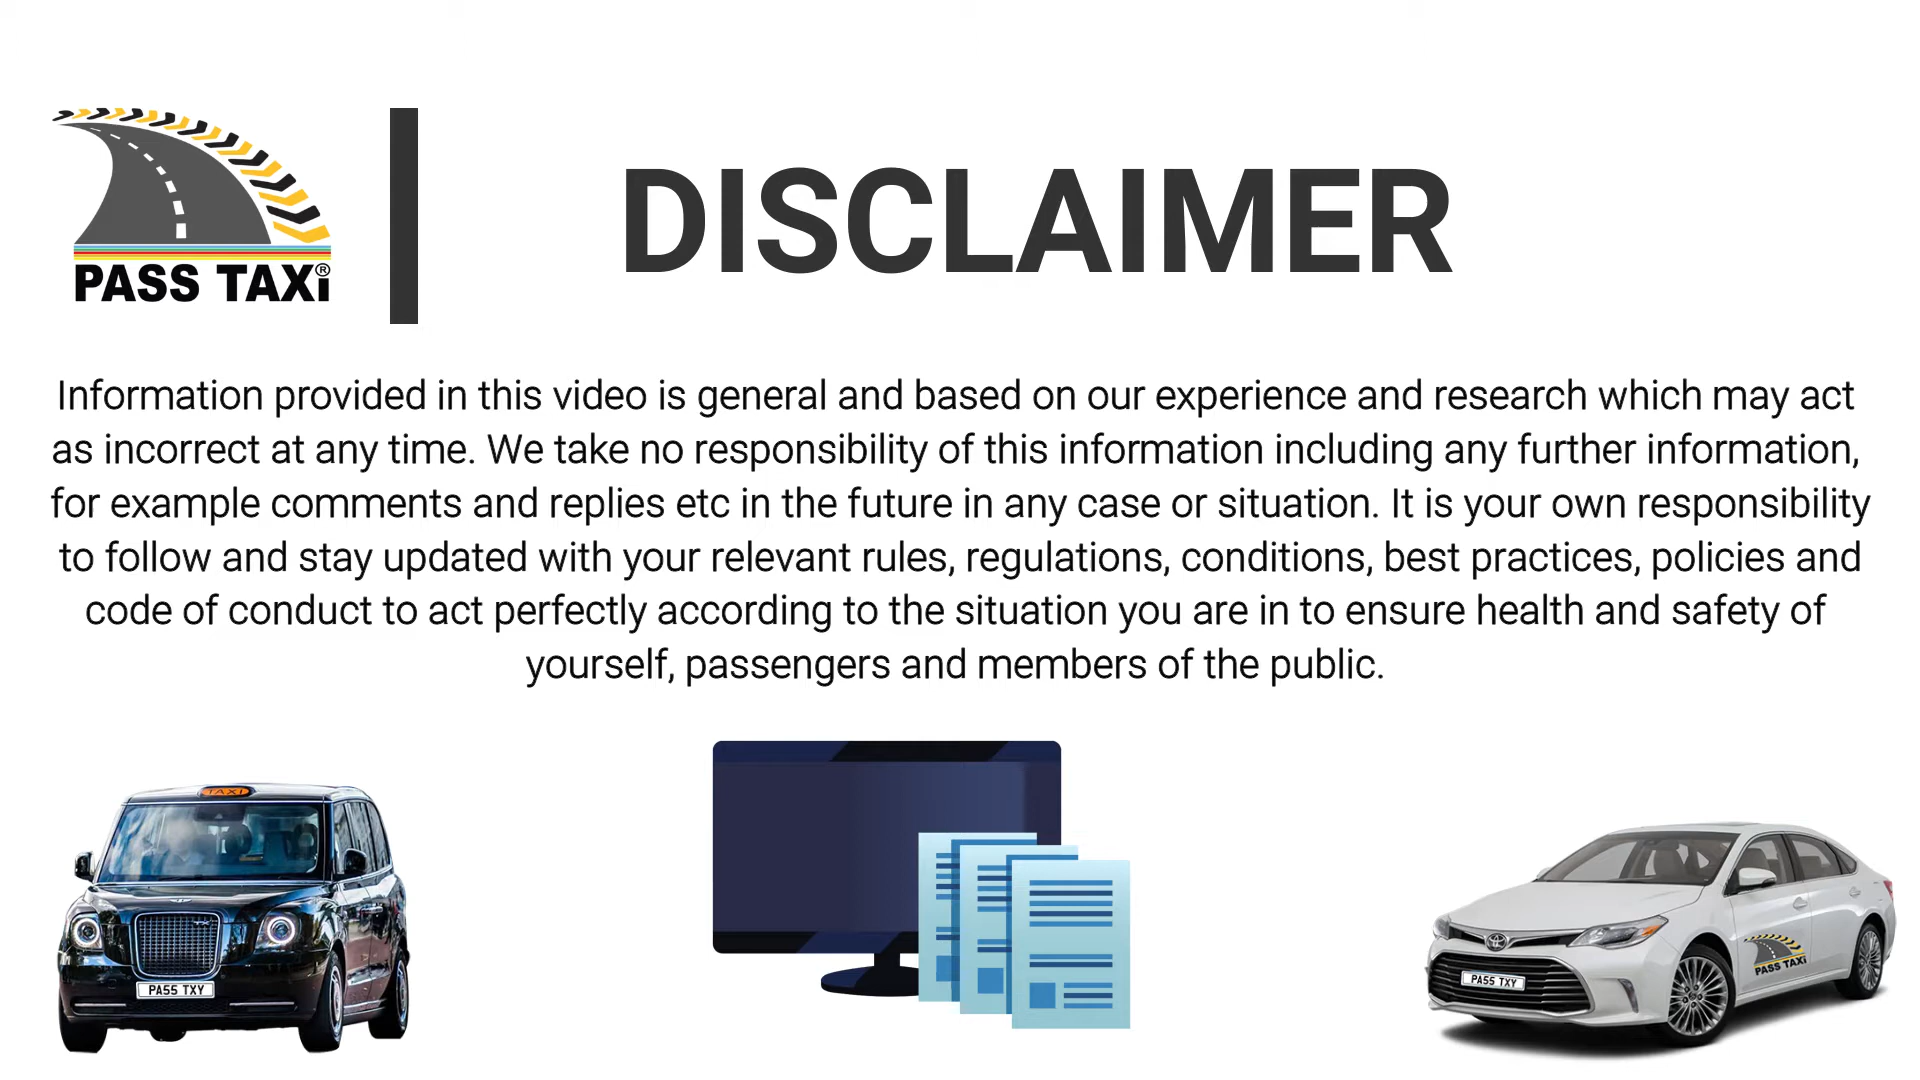 DISCLAIMER
PASS TAXi®
Information provided in this video is general and based on our experience and research which may act
as incorrect at any time. We take no responsibility of this information including any further information,
for example comments and replies etc in the future in any case or situation. It is your own responsibility
to follow and stay updated with your relevant rules, regulations, conditions, best practices, policies and
code of conduct to act perfectly according to the situation you are in to ensure health and safety of
yourself, passengers and members of the public.
TAXI
TX
PA55 TXY
PA55 TXY
PASS TAXi